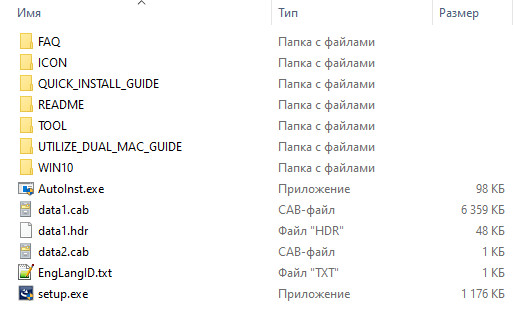 Имя Тип Размер
FAQ Папка с файлами
ICON Папка с файлами
QUICK_INSTALL_GUIDE Папка с файлами
README Папка с файлами
TOOL Папка с файлами
UTILIZE_DUAL_MAC_GUIDE Папка с файлами
WIN10 Папка с файлами
AutoInst.exe Приложение 98 КБ
data1.cab CAB-файл 6 359 КБ
data1.hdr Файл "HDR" 48 КБ
data2.cab CAB-файл 1 КБ
EngLangID.txt Файл "TXT" 1 КБ
setup.exe Приложение 1 176 КБ